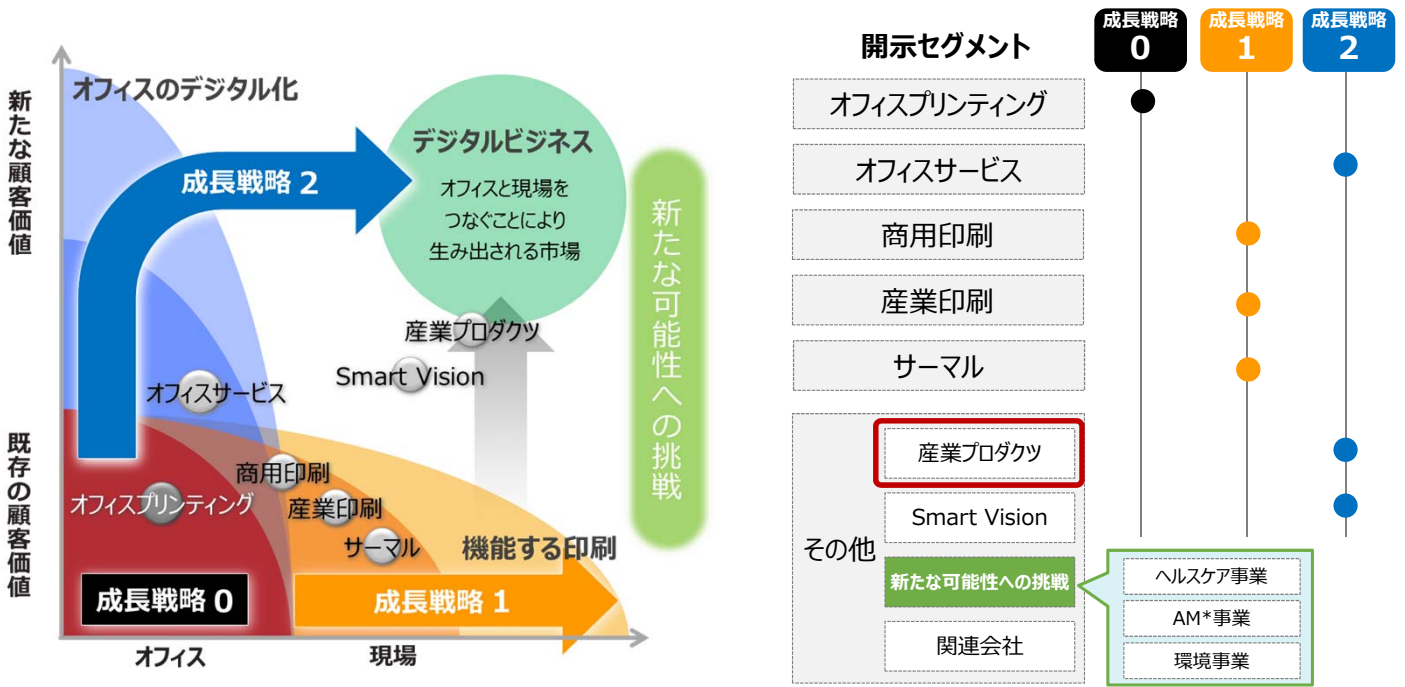 新たな顧客価値
既存の顧客価値
オフィスのデジタル化
成長戦略 2
デジタルビジネス
オフィスと現場を
つなぐことにより
生み出される市場
新たな可能性への挑戦
産業プロダクツ
Smart Vision
オフィスサービス
商用印刷
オフィスプリンティング
産業印刷
サーマル
機能する印刷
成長戦略 0
成長戦略 1
オフィス
現場
開示セグメント
成長戦略
0
成長戦略
1
成長戦略
2
オフィスプリンティング
オフィスサービス
商用印刷
産業印刷
サーマル
その他
産業プロダクツ
Smart Vision
新たな可能性への挑戦
関連会社
ヘルスケア事業
AM*事業
環境事業